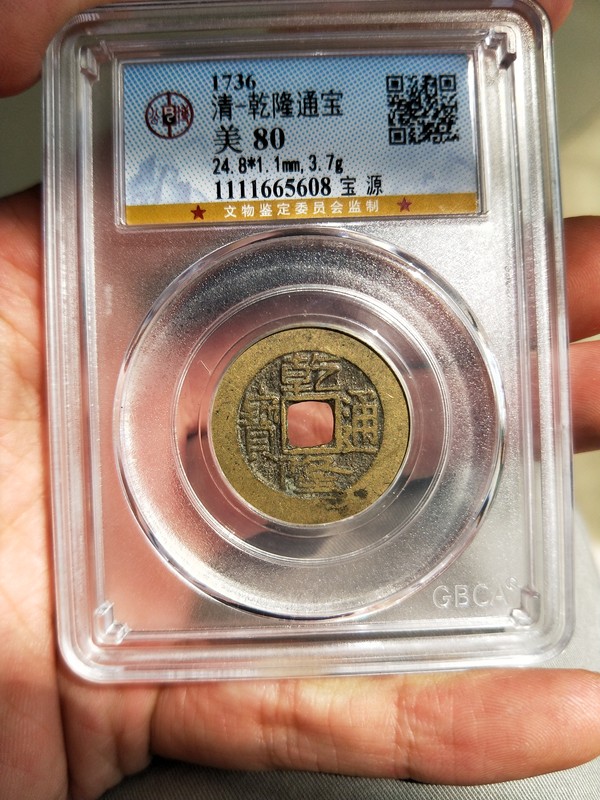 1736
清-乾隆通宝
美 80
24.8*1.1mm,3.7g
1111665608 宝 源
★ 文物鉴定委员会监制 ★
乾
寳 通
隆
GBCA